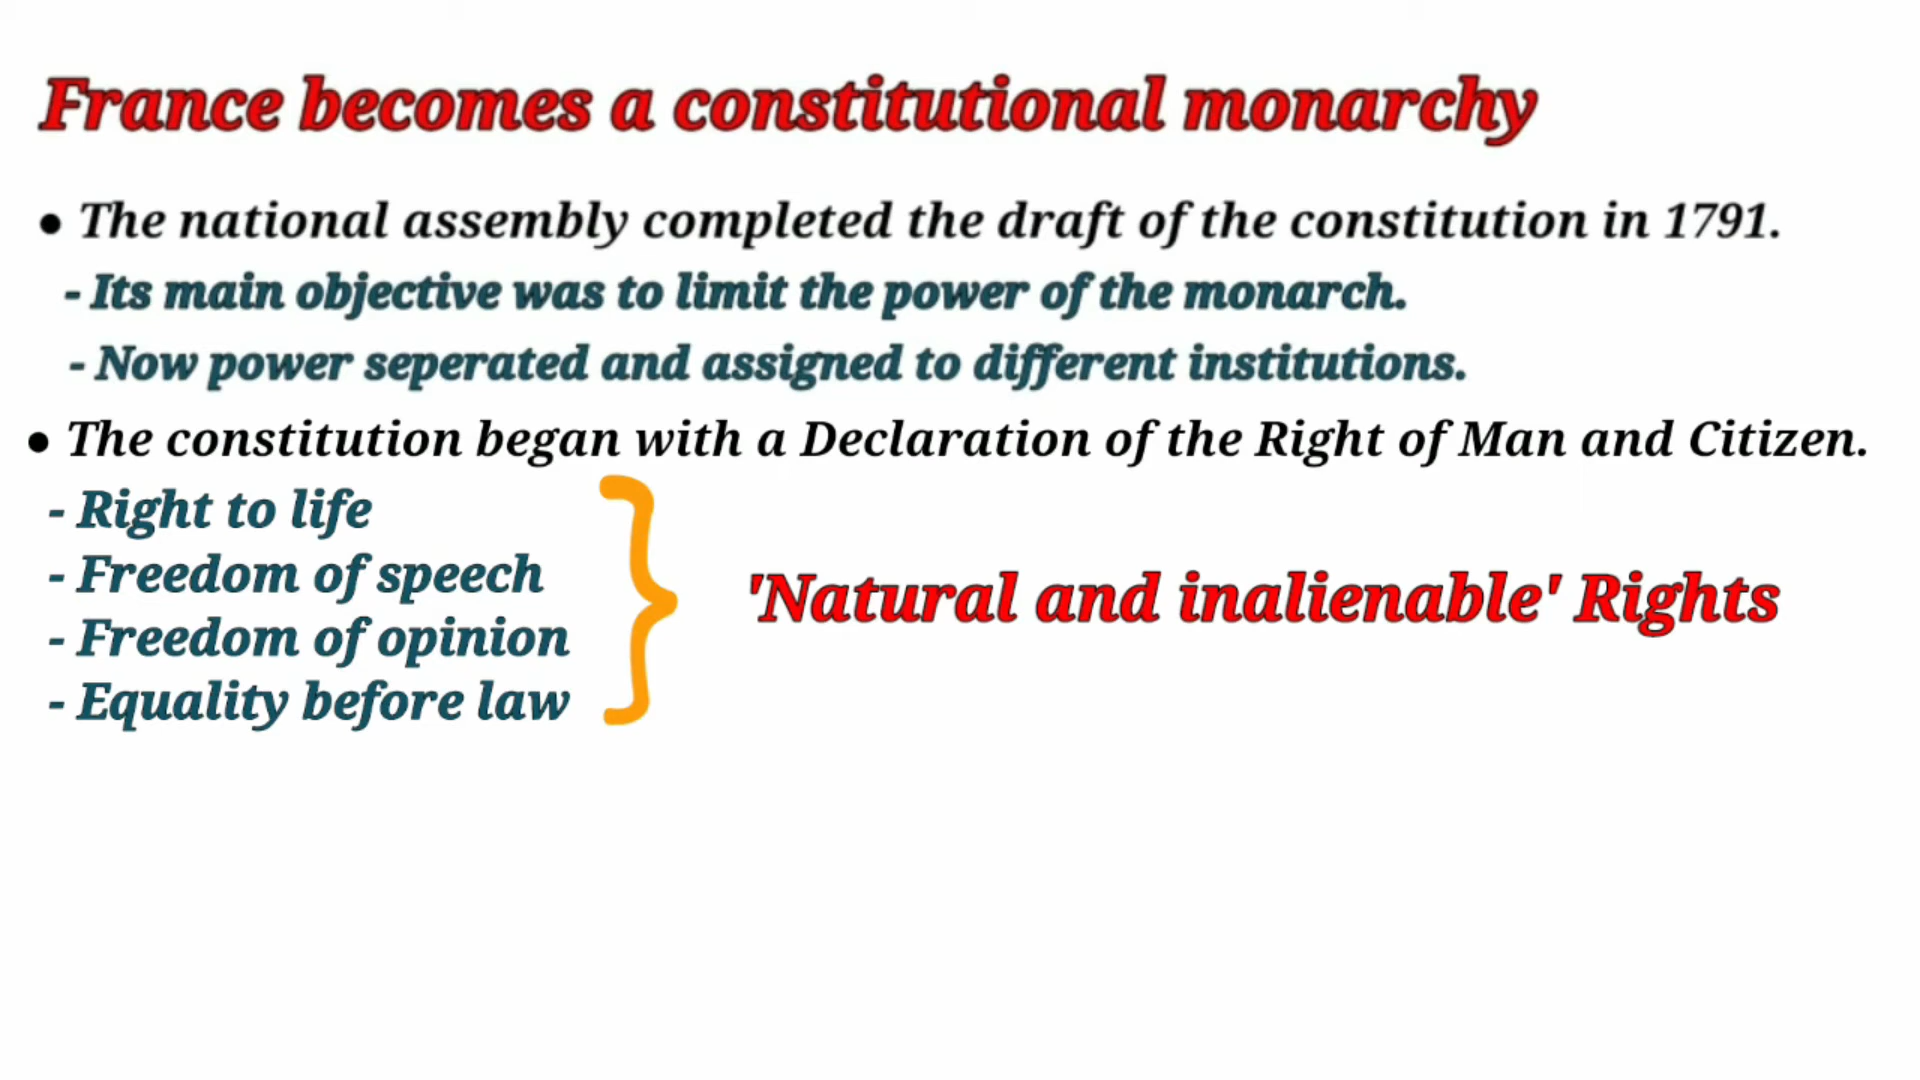 France becomes a constitutional monarchy
● The national assembly completed the draft of the constitution in 1791.
- Its main objective was to limit the power of the monarch.
- Now power seperated and assigned to different institutions.
● The constitution began with a Declaration of the Right of Man and Citizen.
- Right to life
- Freedom of speech
- Freedom of opinion
- Equality before law
'Natural and inalienable' Rights